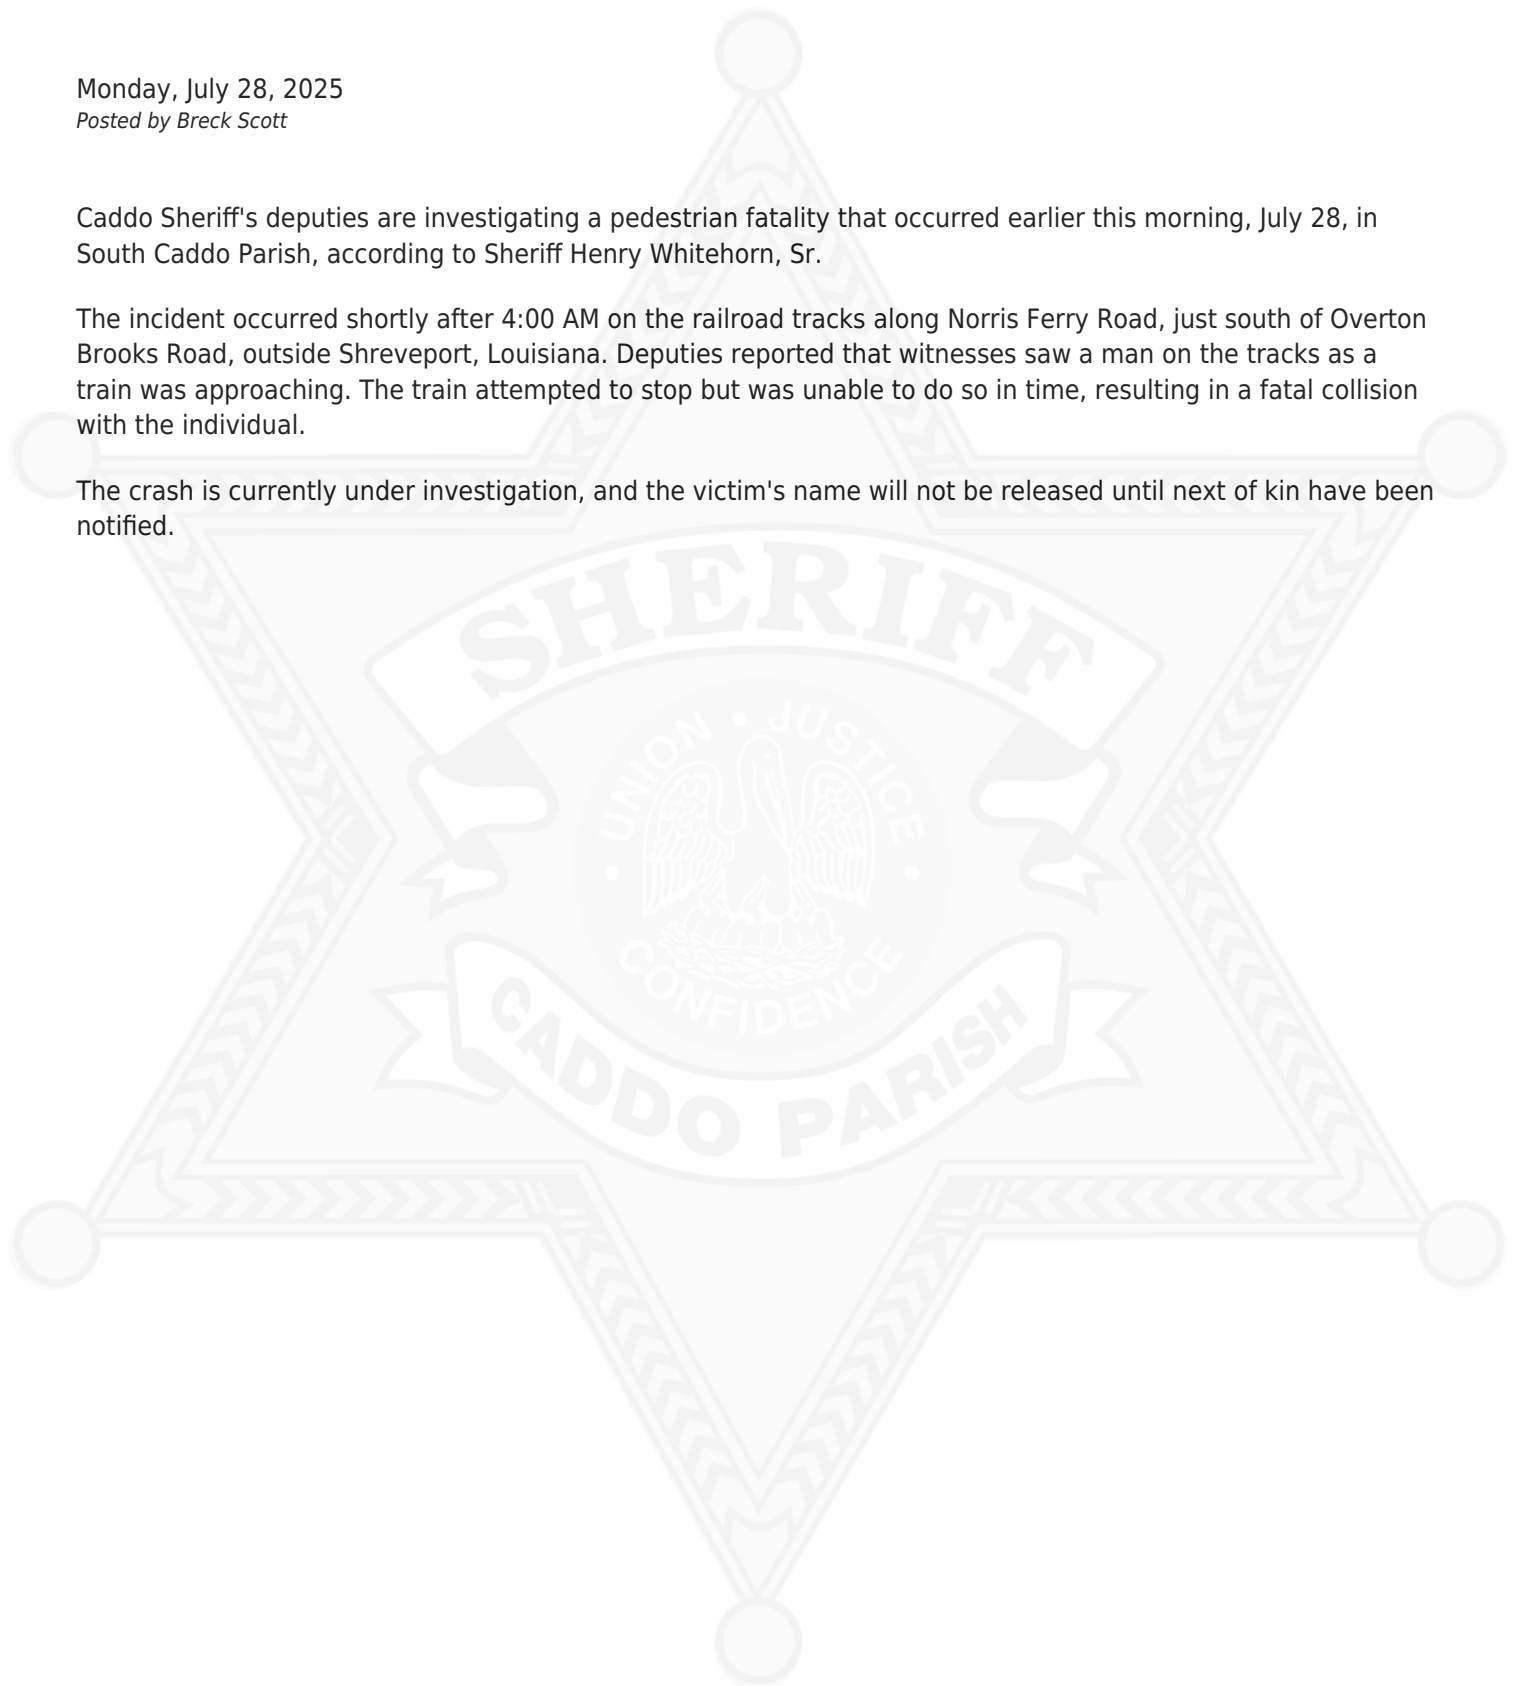 Monday, July 28, 2025
Posted by Breck Scott
Caddo Sheriff's deputies are investigating a pedestrian fatality that occurred earlier this morning, July 28, in
South Caddo Parish, according to Sheriff Henry Whitehorn, Sr.
The incident occurred shortly after 4:00 AM on the railroad tracks along Norris Ferry Road, just south of Overton
Brooks Road, outside Shreveport, Louisiana. Deputies reported that witnesses saw a man on the tracks as a
train was approaching. The train attempted to stop but was unable to do so in time, resulting in a fatal collision
with the individual.
The crash is currently under investigation, and the victim's name will not be released until next of kin have been
notified.
SHERIFF
UNION • JUSTICE
• CONFIDENCE •
CADDO PARISH